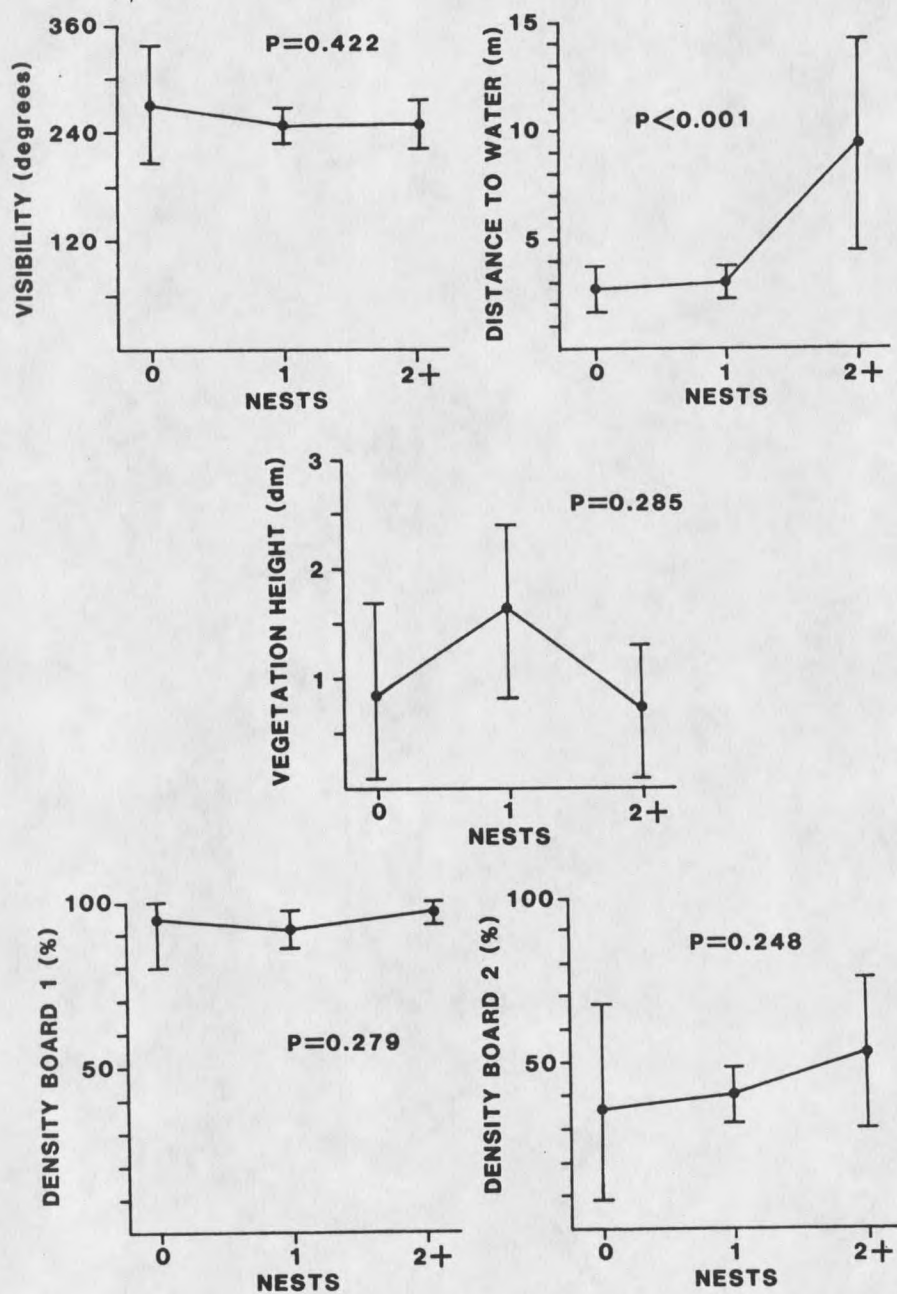 360
240
120
VISIBILITY (degrees)
P=0.422
0 1 2+
NESTS
15
10
5
DISTANCE TO WATER (m)
P<0.001
0 1 2+
NESTS
3
2
1
VEGETATION HEIGHT (dm)
P=0.285
0 1 2+
NESTS
100
50
DENSITY BOARD 1 (%)
P=0.279
0 1 2+
NESTS
100
50
DENSITY BOARD 2 (%)
P=0.248
0 1 2+
NESTS